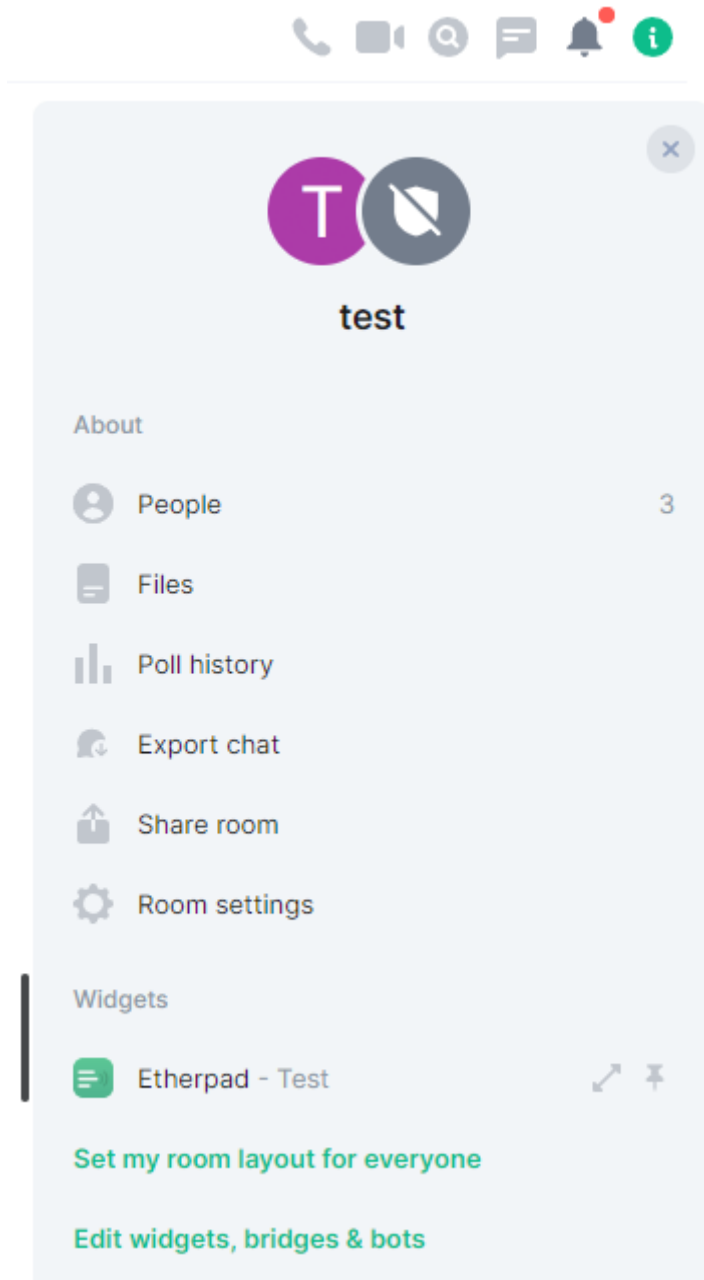 T
test
About
People 3
Files
Poll history
Export chat
Share room
Room settings
Widgets
Etherpad - Test
Set my room layout for everyone
Edit widgets, bridges & bots